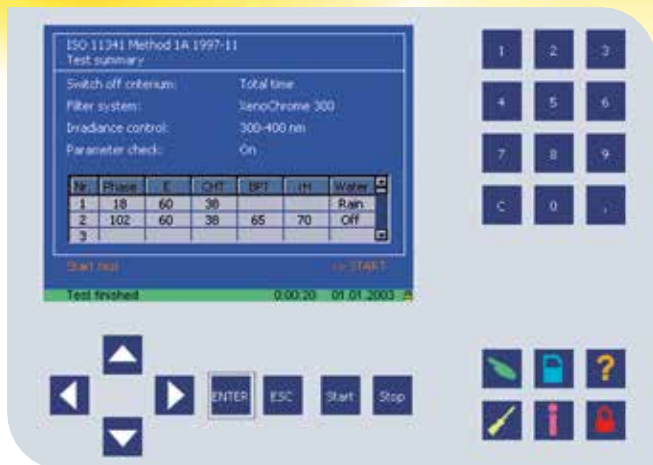 ISO 11341 Method 1A 1997-11
Test summary
Switch off criterium: Total time
Filter system: XenoChrome 300
Irradiance control: 300-400 nm
Parameter check: On
Nr. Phase E CHT BPT rH Water
1 18 60 38 Rain
2 102 60 38 65 70 Off
3
Start test => START
Test finished 0:00:20 01.01.2003
1 2 3
4 5 6
7 8 9
C 0 .
ENTER ESC Start Stop
?
i